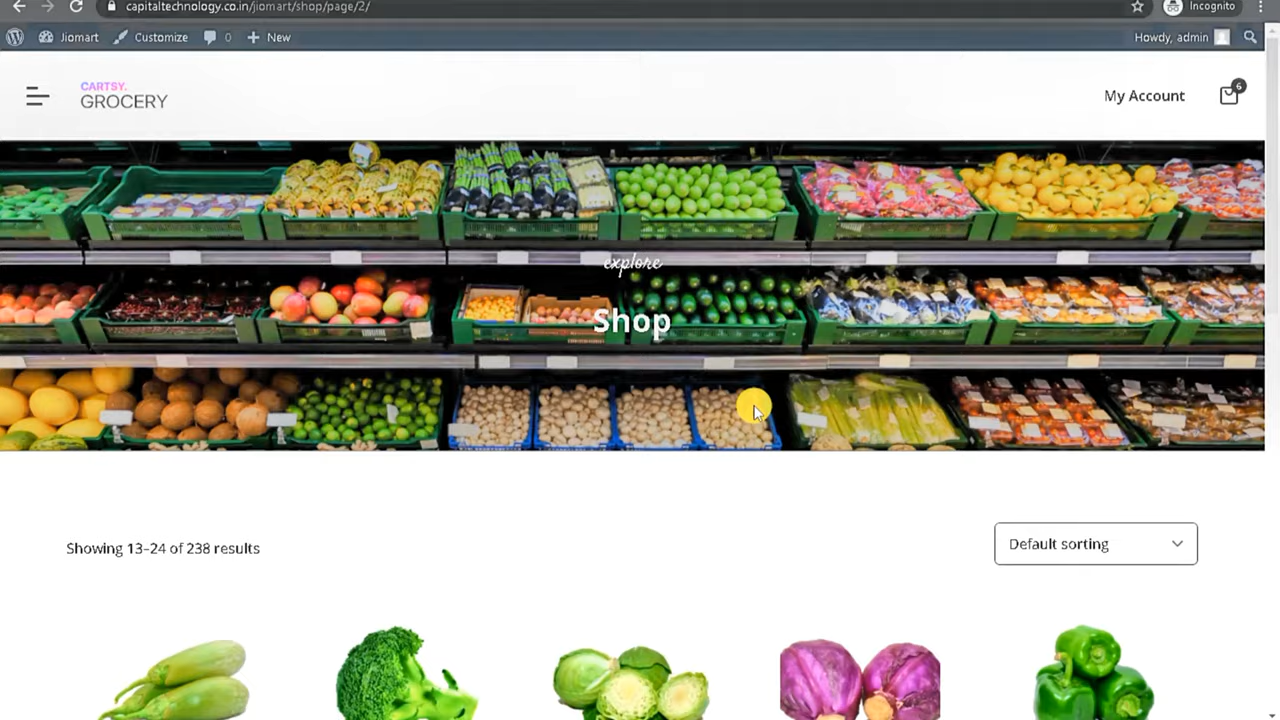 capitaltechnology.co.in/jiomart/shop/page/2/
Incognito
Jiomart Customize 0 New
Howdy, admin
CARTSY.
GROCERY
My Account
6
explore
Shop
Showing 13–24 of 238 results
Default sorting